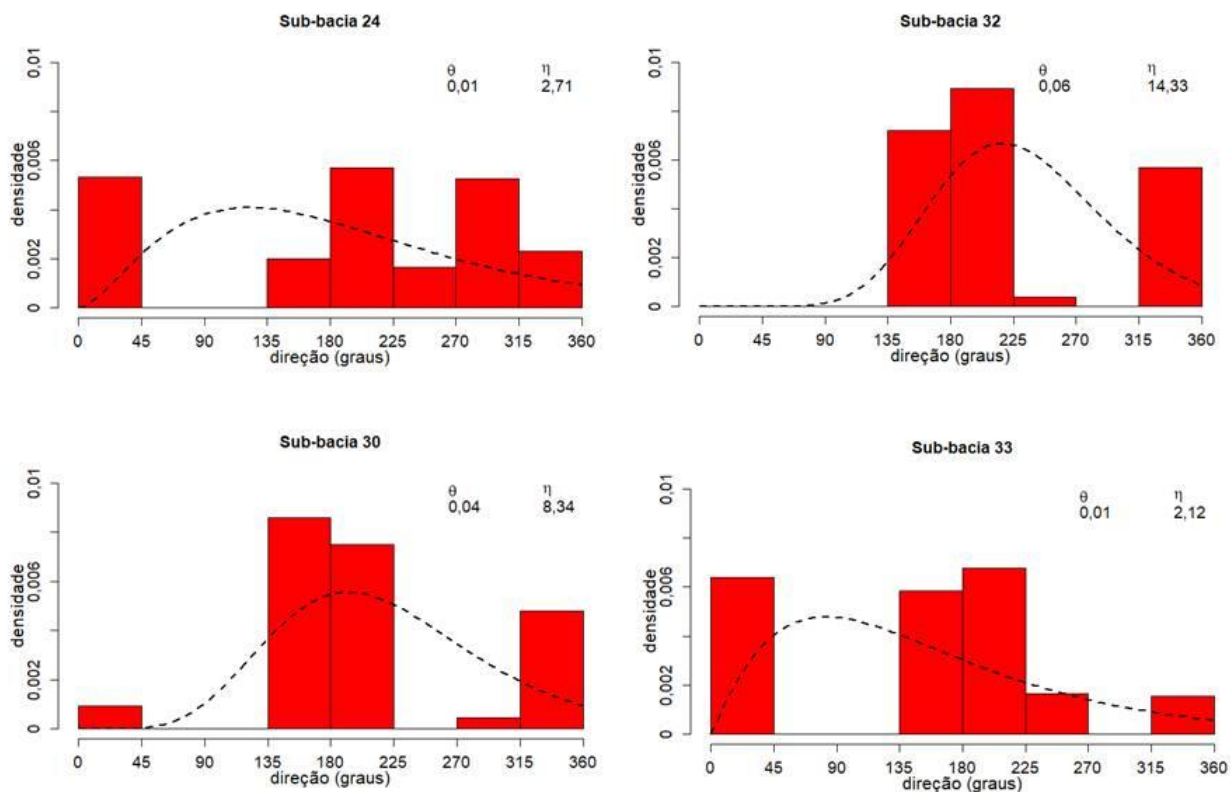 Sub-bacia 24
θ η
0,01 2,71
densidade
0 0,002 0,006 0,01
0 45 90 135 180 225 270 315 360
direção (graus)
Sub-bacia 32
θ η
0,06 14,33
densidade
0 0,002 0,006 0,01
0 45 90 135 180 225 270 315 360
direção (graus)
Sub-bacia 30
θ η
0,04 8,34
densidade
0 0,002 0,006 0,01
0 45 90 135 180 225 270 315 360
direção (graus)
Sub-bacia 33
θ η
0,01 2,12
densidade
0 0,002 0,006 0,01
0 45 90 135 180 225 270 315 360
direção (graus)